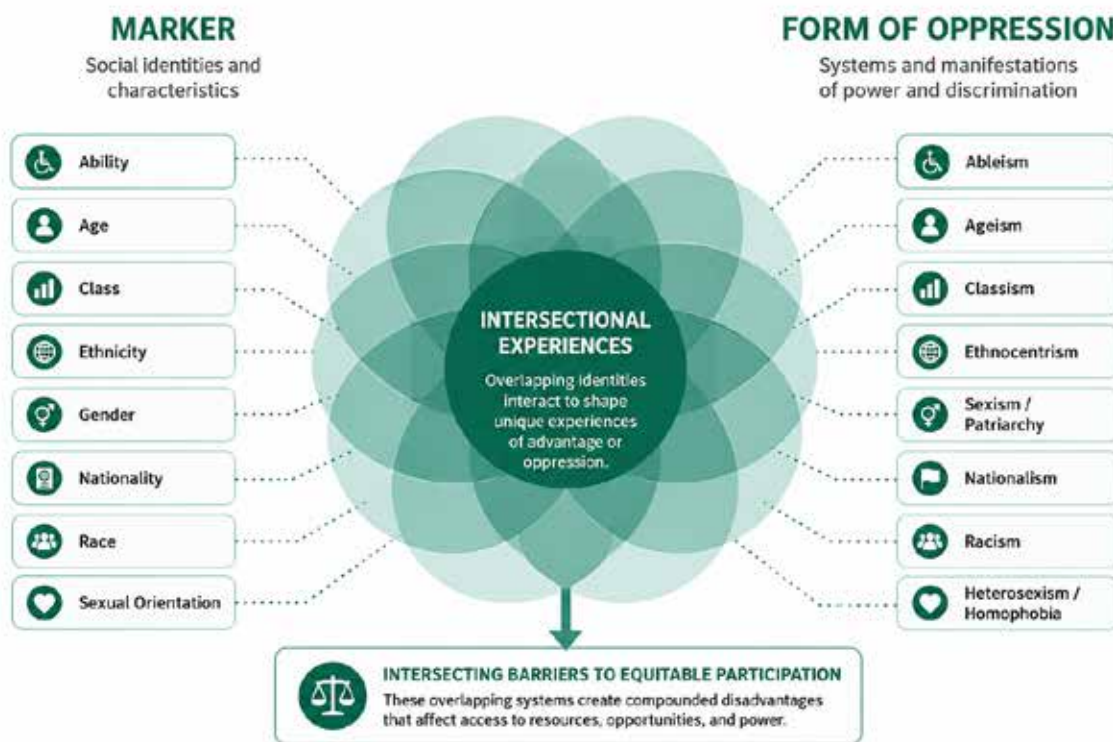 MARKER
Social identities and
characteristics
Ability
Age
Class
Ethnicity
Gender
Nationality
Race
Sexual Orientation
INTERSECTIONAL
EXPERIENCES
Overlapping identities
interact to shape
unique experiences
of advantage or
oppression.
FORM OF OPPRESSION
Systems and manifestations
of power and discrimination
Ableism
Ageism
Classism
Ethnocentrism
Sexism /
Patriarchy
Nationalism
Racism
Heterosexism /
Homophobia
INTERSECTING BARRIERS TO EQUITABLE PARTICIPATION
These overlapping systems create compounded disadvantages
that affect access to resources, opportunities, and power.